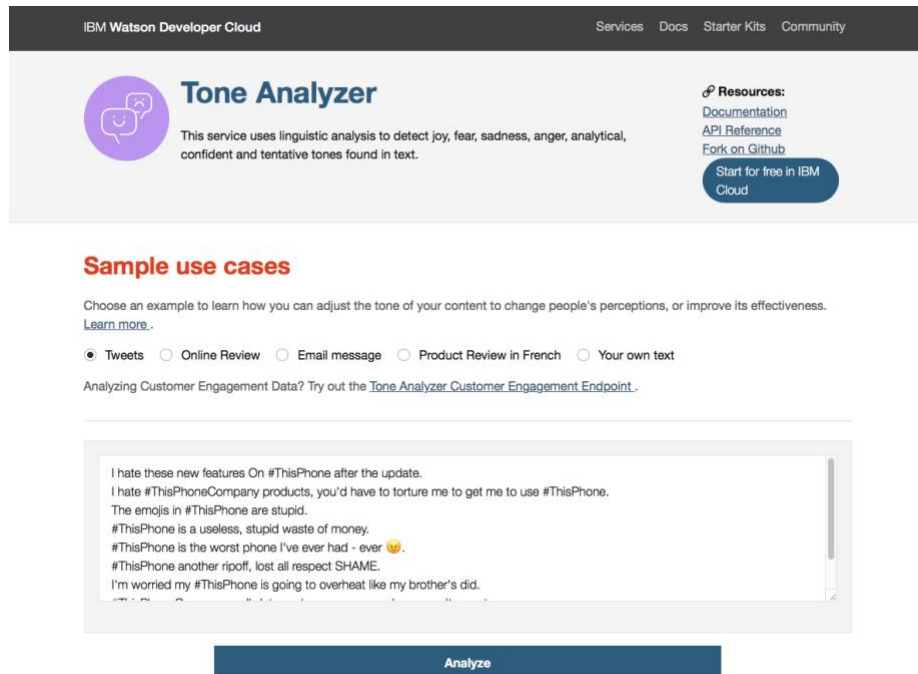 IBM Watson Developer Cloud
Services Docs Starter Kits Community
Tone Analyzer
This service uses linguistic analysis to detect joy, fear, sadness, anger, analytical,
confident and tentative tones found in text.
Resources:
Documentation
API Reference
Fork on Github
Start for free in IBM
Cloud
Sample use cases
Choose an example to learn how you can adjust the tone of your content to change people's perceptions, or improve its effectiveness.
Learn more .
Tweets Online Review Email message Product Review in French Your own text
Analyzing Customer Engagement Data? Try out the Tone Analyzer Customer Engagement Endpoint .
I hate these new features On #ThisPhone after the update.
I hate #ThisPhoneCompany products, you'd have to torture me to get me to use #ThisPhone.
The emojis in #ThisPhone are stupid.
#ThisPhone is a useless, stupid waste of money.
#ThisPhone is the worst phone I've ever had - ever 😠.
#ThisPhone another ripoff, lost all respect SHAME.
I'm worried my #ThisPhone is going to overheat like my brother's did.
Analyze